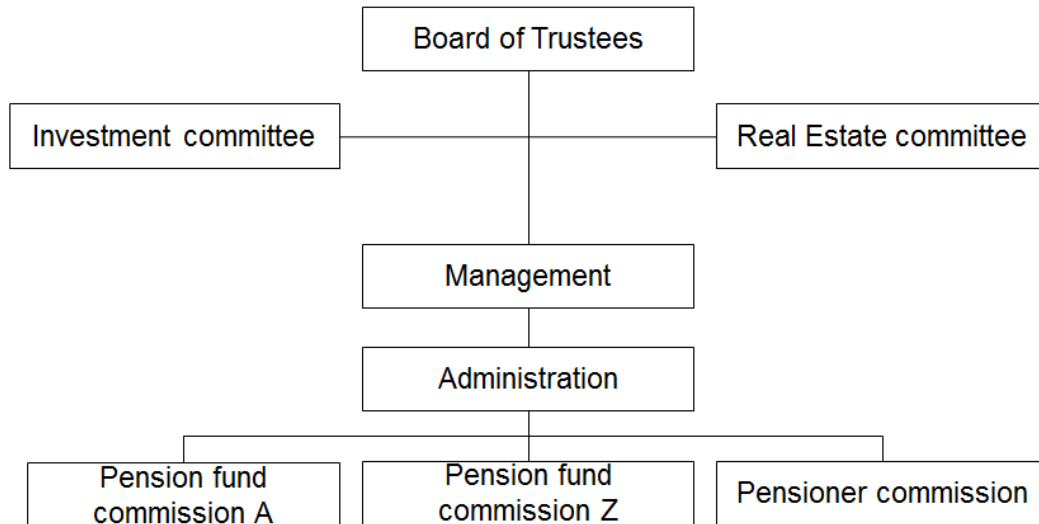 Board of Trustees
Investment committee
Real Estate committee
Management
Administration
Pension fund
commission A
Pension fund
commission Z
Pensioner commission